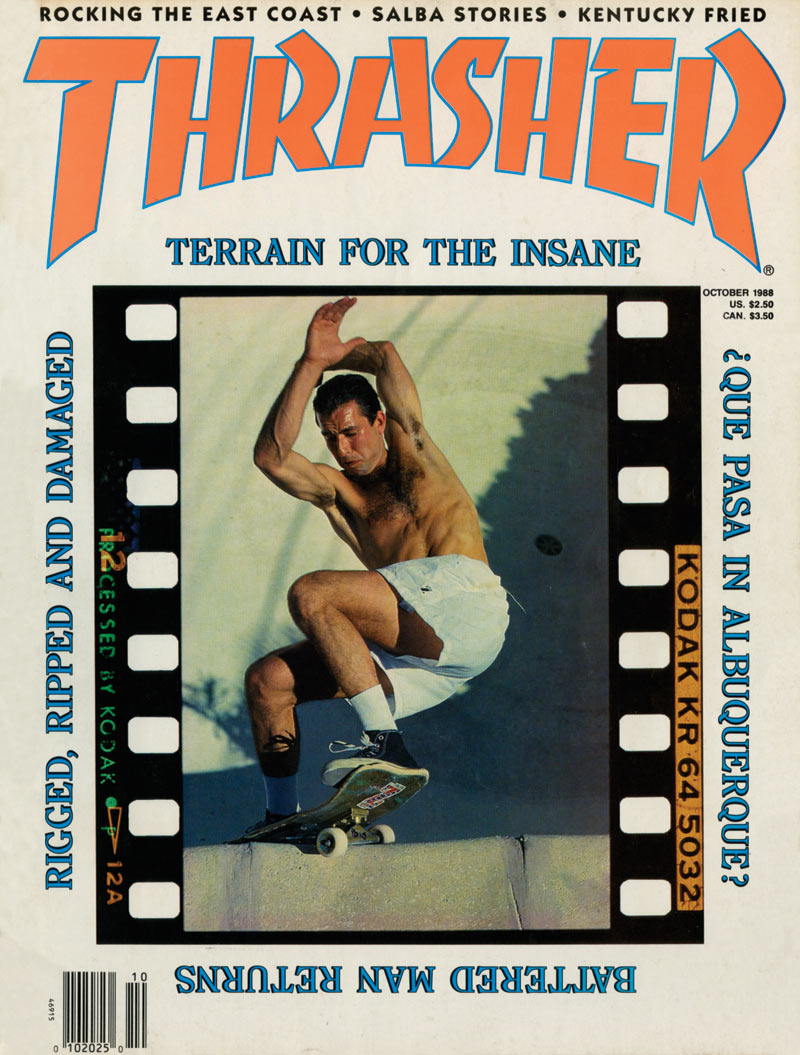 ROCKING THE EAST COAST • SALBA STORIES • KENTUCKY FRIED
THRASHER
®
TERRAIN FOR THE INSANE
OCTOBER 1988
US. $2.50
CAN. $3.50
RIGGED, RIPPED AND DAMAGED
12
PROCESSED BY KODAK
12A
KODAK KR 64 5032
¿QUE PASA IN ALBUQUERQUE?
BATTERED MAN RETURNS
10
46915
0 102025 0